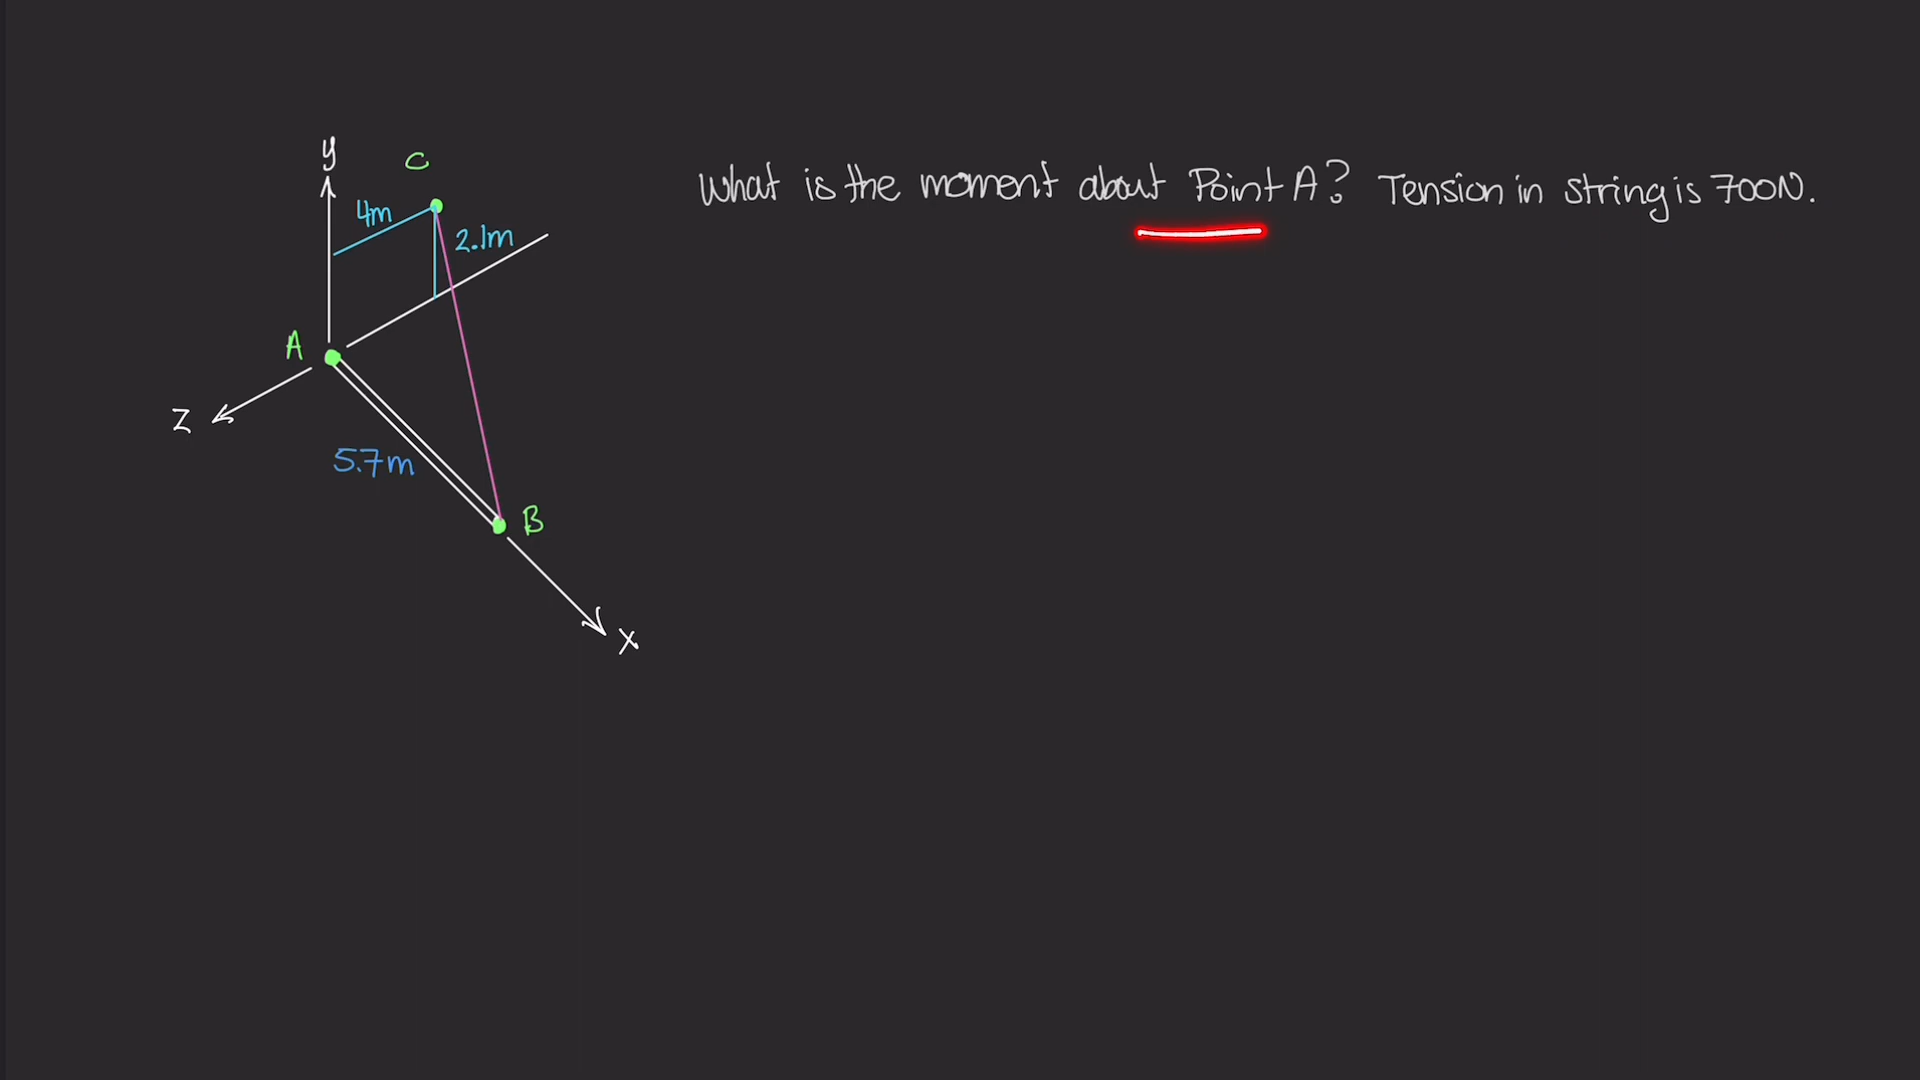 y
C
What is the moment about Point A? Tension in string is 700N.
4m
2.1m
A
Z
5.7m
B
X